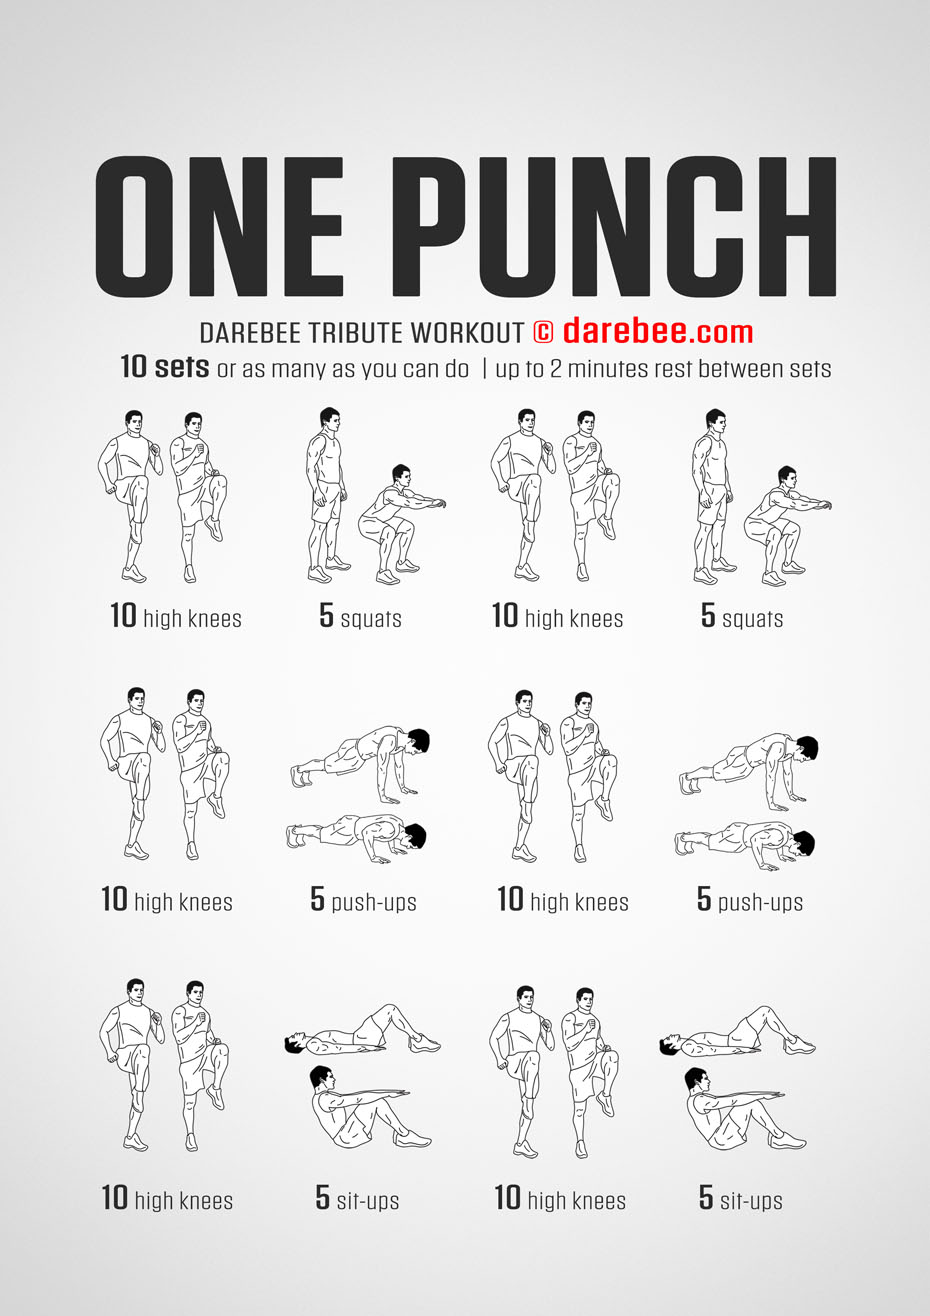 ONE PUNCH
DAREBEE TRIBUTE WORKOUT © darebee.com
10 sets or as many as you can do | up to 2 minutes rest between sets
10 high knees
5 squats
10 high knees
5 squats
10 high knees
5 push-ups
10 high knees
5 push-ups
10 high knees
5 sit-ups
10 high knees
5 sit-ups